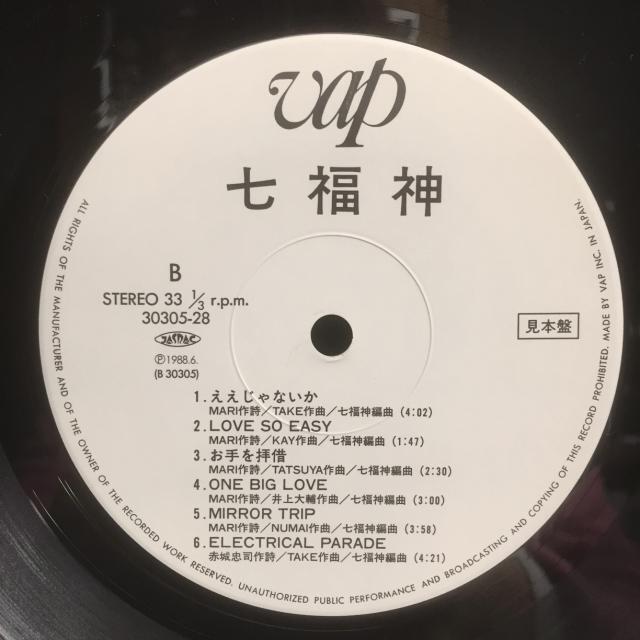 vap
七福神
B
STEREO 33 1/3 r.p.m.
30305-28
JASRAC
Ⓟ1988.6.
(B 30305)
見本盤
1.ええじゃないか
MARI作詩／TAKE作曲／七福神編曲 (4:02)
2.LOVE SO EASY
MARI作詩／KAY作曲／七福神編曲 (1:47)
3.お手を拝借
MARI作詩／TATSUYA作曲／七福神編曲 (2:30)
4.ONE BIG LOVE
MARI作詩／井上大輔作曲／七福神編曲 (3:00)
5.MIRROR TRIP
MARI作詩／NUMAI作曲／七福神編曲 (3:58)
6.ELECTRICAL PARADE
赤城忠司作詩／TAKE作曲／七福神編曲 (4:21)
ALL RIGHTS OF THE MANUFACTURER AND OF THE OWNER OF THE RECORDED WORK RESERVED. UNAUTHORIZED PUBLIC PERFORMANCE AND BROADCASTING AND COPYING OF THIS RECORD PROHIBITED. MADE BY VAP INC. IN JAPAN.